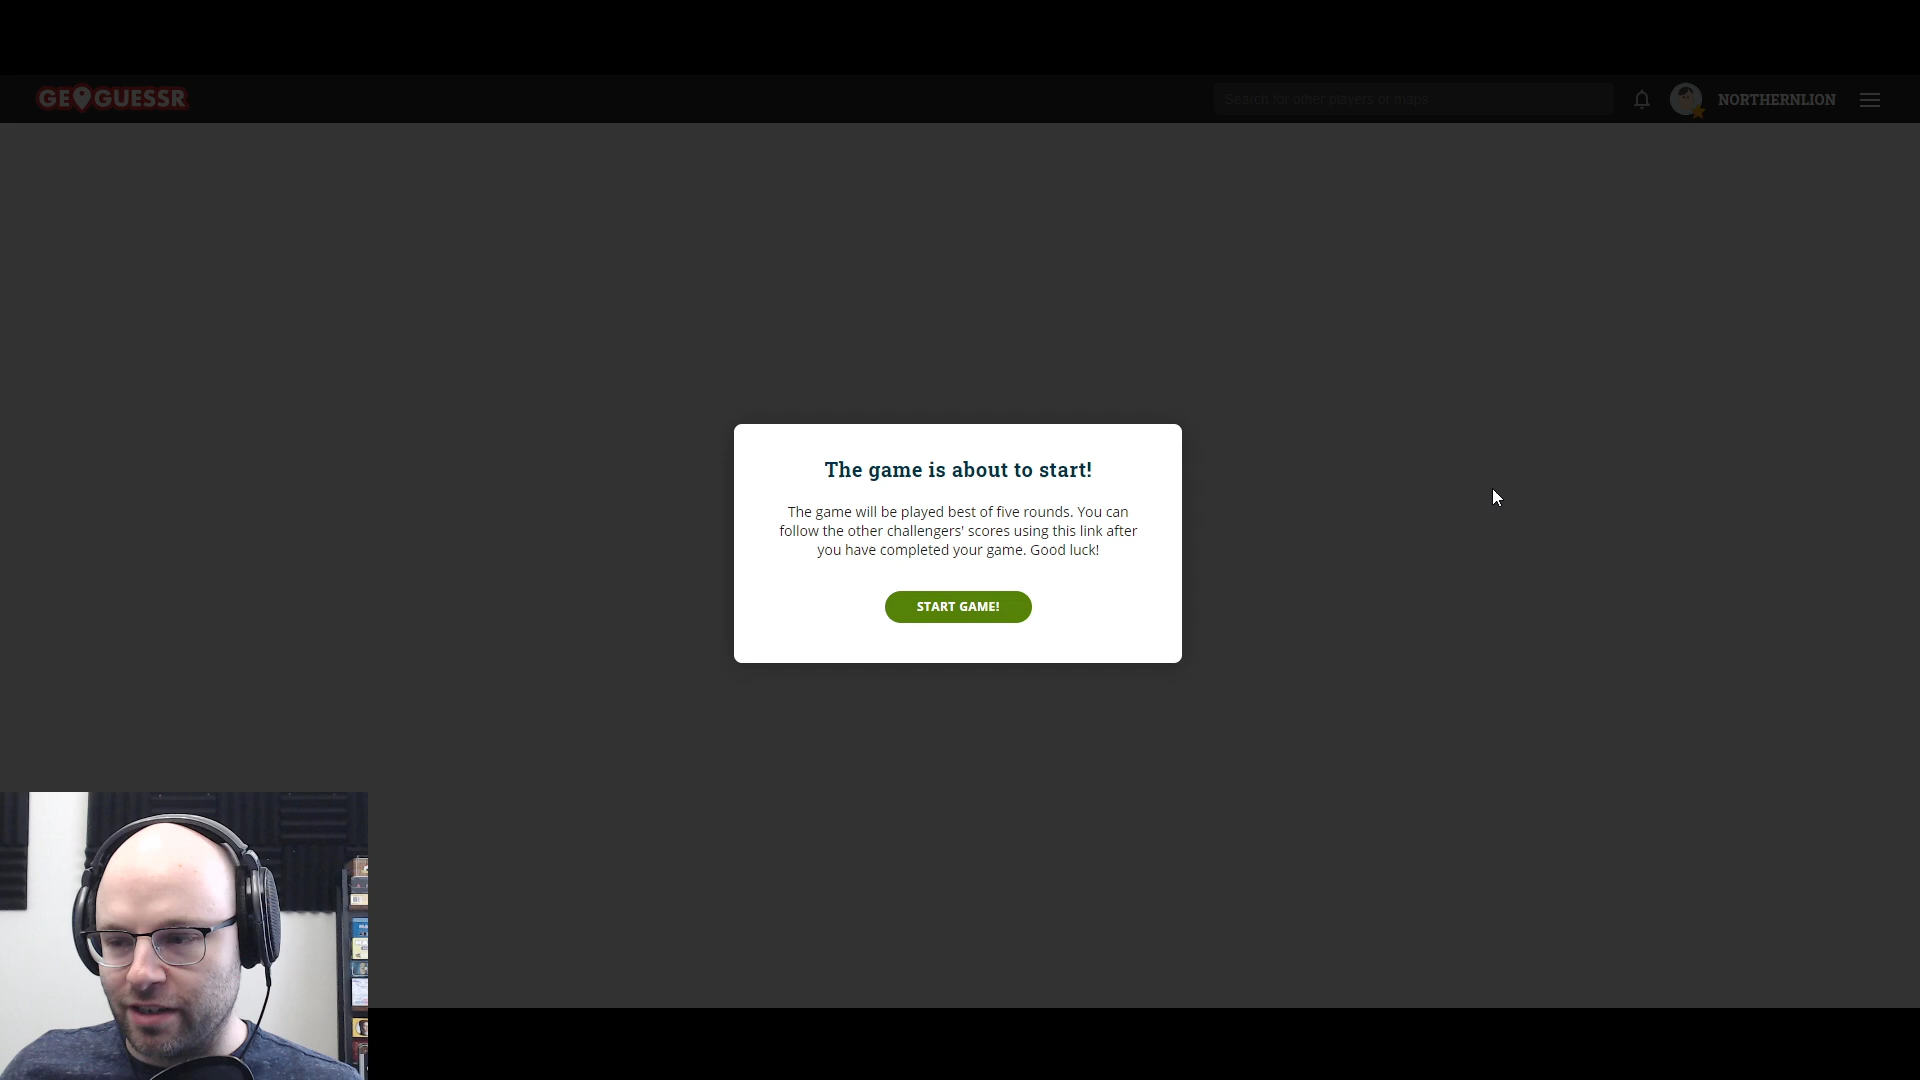 GEOGUESSR
Search for other players or maps
NORTHERNLION
The game is about to start!
The game will be played best of five rounds. You can
follow the other challengers' scores using this link after
you have completed your game. Good luck!
START GAME!